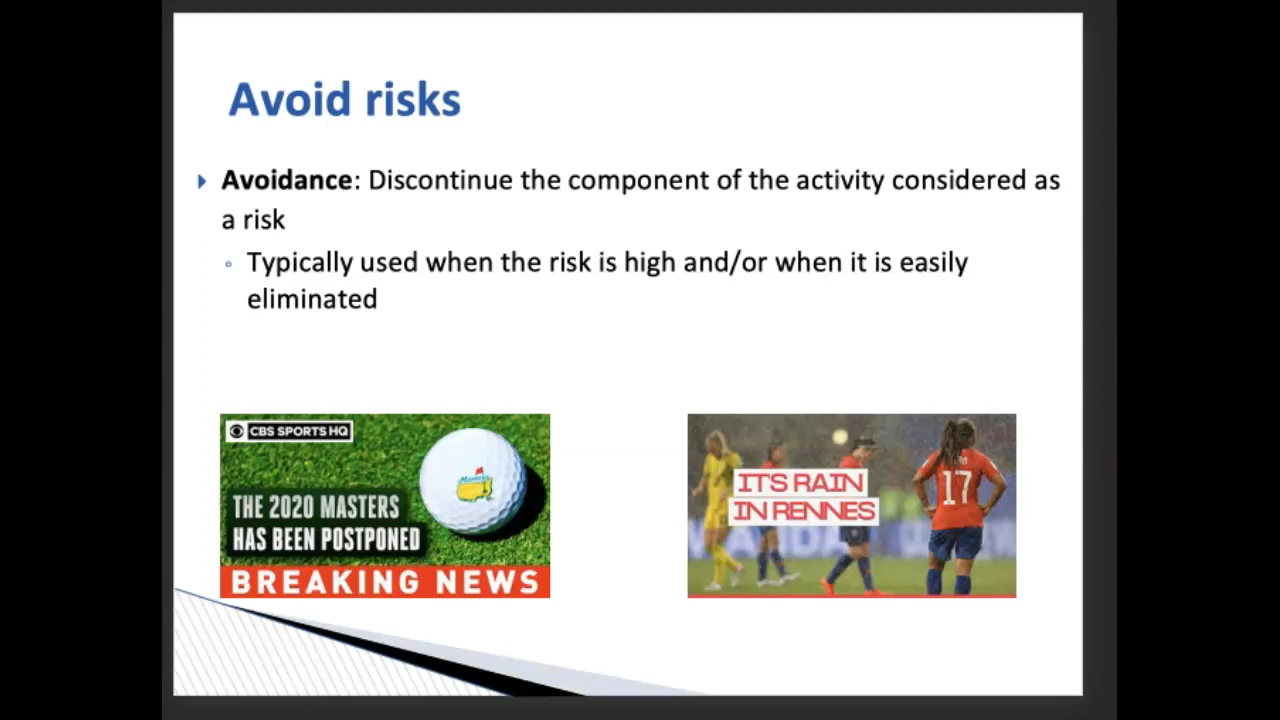 Avoid risks
Avoidance: Discontinue the component of the activity considered as
a risk
Typically used when the risk is high and/or when it is easily
eliminated
CBS SPORTS HQ
Masters
THE 2020 MASTERS
HAS BEEN POSTPONED
BREAKING NEWS
IT'S RAIN
IN RENNES
17